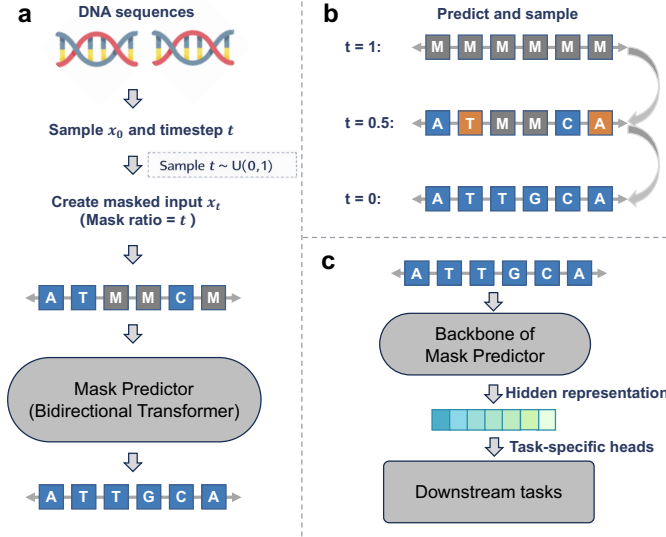 a
DNA sequences
Sample x₀ and timestep t
Sample t ~ U(0,1)
Create masked input xₜ
(Mask ratio = t )
A T M M C M
Mask Predictor
(Bidirectional Transformer)
A T T G C A
b
Predict and sample
t = 1: M M M M M M
t = 0.5: A T M M C A
t = 0: A T T G C A
c
A T T G C A
Backbone of
Mask Predictor
Hidden representation
Task-specific heads
Downstream tasks